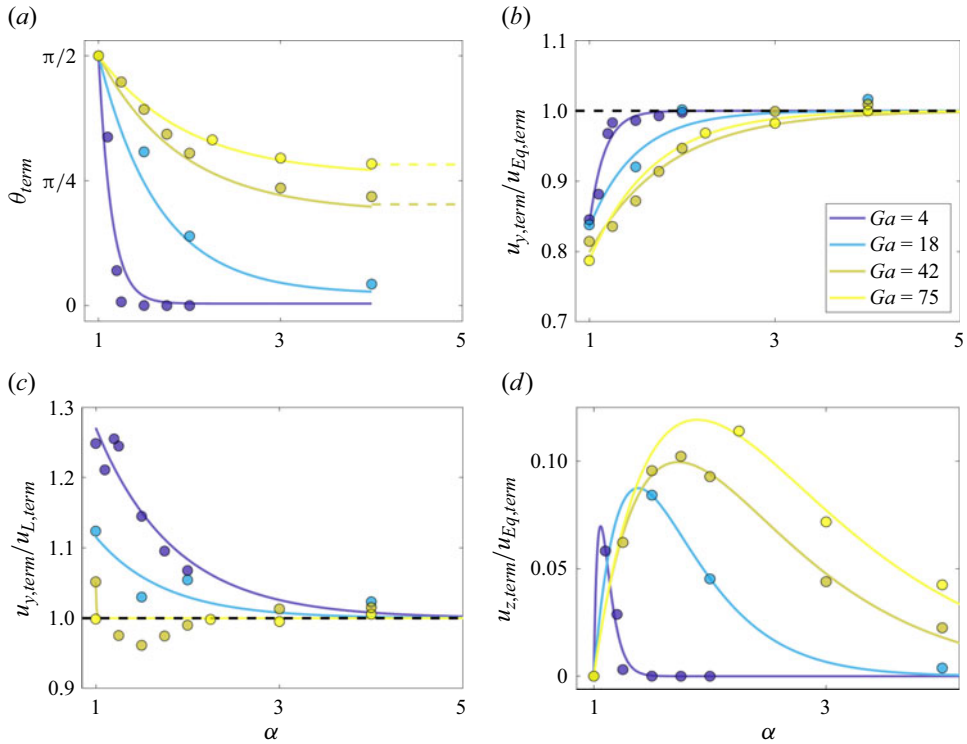 (a)
π/2
π/4
0
θterm
1
3
5
(b)
1.1
1.0
0.9
0.8
0.7
uy,term/uEq,term
1
3
5
Ga = 4
Ga = 18
Ga = 42
Ga = 75
(c)
1.3
1.2
1.1
1.0
0.9
uy,term/uL,term
1
3
5
α
(d)
0.10
0.05
0
uz,term/uEq,term
1
3
α